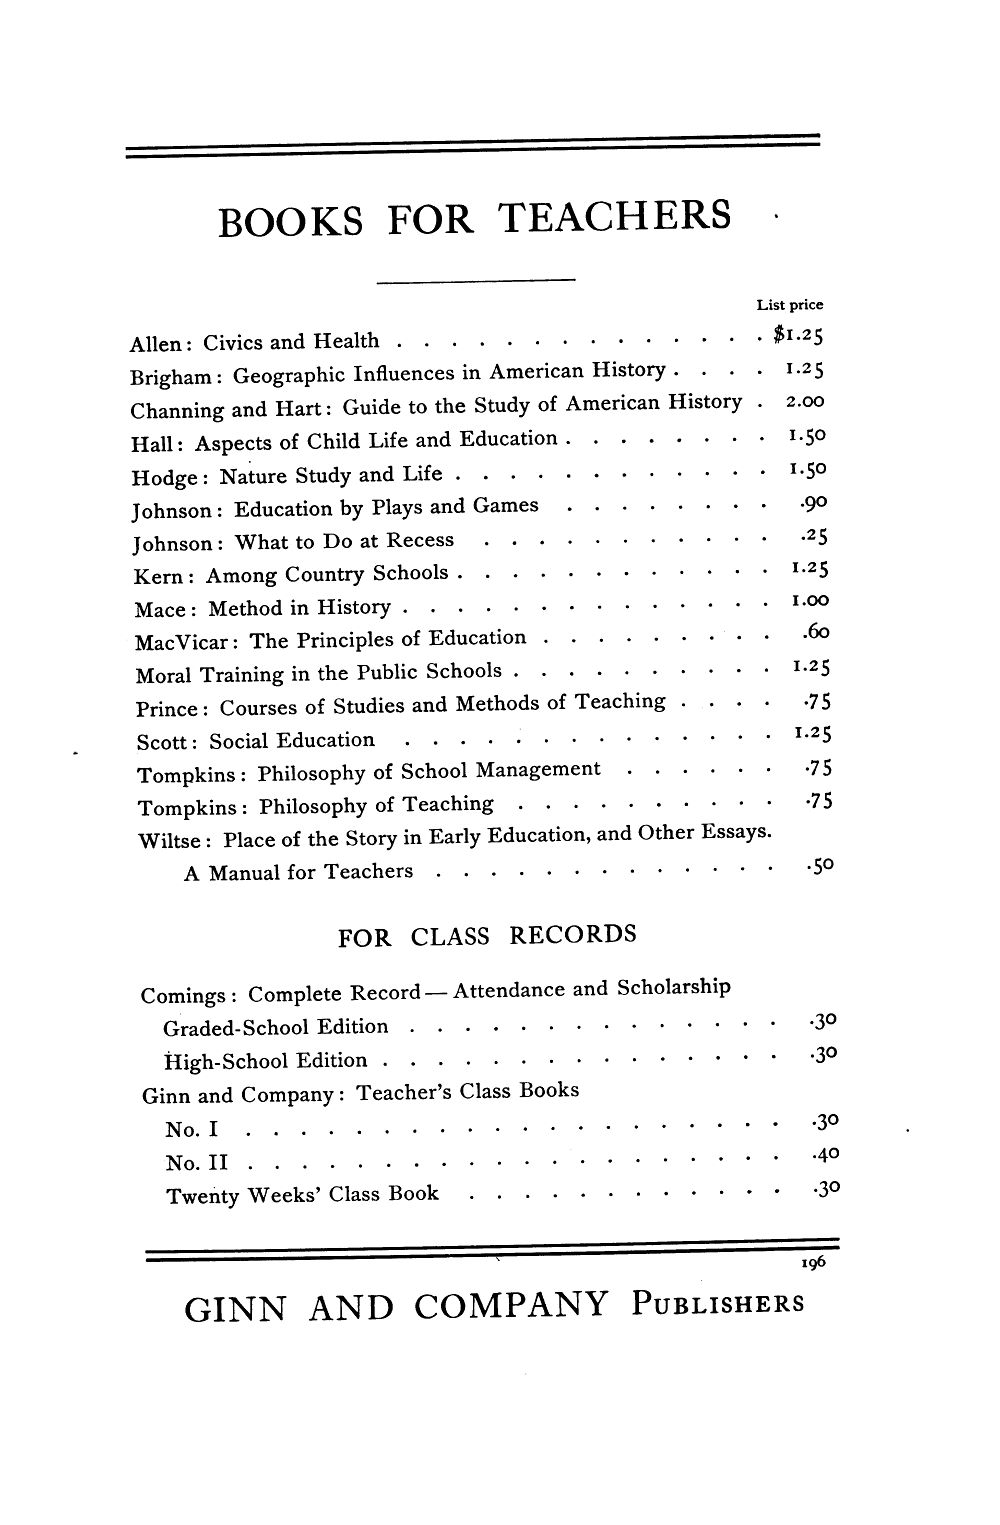 BOOKS FOR TEACHERS
List price
Allen: Civics and Health . . . . . . . . . . . . . . $1.25
Brigham: Geographic Influences in American History . . . . 1.25
Channing and Hart: Guide to the Study of American History . 2.00
Hall: Aspects of Child Life and Education . . . . . . . . 1.50
Hodge: Nature Study and Life . . . . . . . . . . . . 1.50
Johnson: Education by Plays and Games . . . . . . . . .90
Johnson: What to Do at Recess . . . . . . . . . . . .25
Kern: Among Country Schools . . . . . . . . . . . . 1.25
Mace: Method in History . . . . . . . . . . . . . . 1.00
MacVicar: The Principles of Education . . . . . . . . . .60
Moral Training in the Public Schools . . . . . . . . . . 1.25
Prince: Courses of Studies and Methods of Teaching . . . . .75
Scott: Social Education . . . . . . . . . . . . . . 1.25
Tompkins: Philosophy of School Management . . . . . . .75
Tompkins: Philosophy of Teaching . . . . . . . . . . .75
Wiltse: Place of the Story in Early Education, and Other Essays.
A Manual for Teachers . . . . . . . . . . . . . .50
FOR CLASS RECORDS
Comings: Complete Record — Attendance and Scholarship
Graded-School Edition . . . . . . . . . . . . . . .30
High-School Edition . . . . . . . . . . . . . . . .30
Ginn and Company: Teacher's Class Books
No. I . . . . . . . . . . . . . . . . . . . . .30
No. II . . . . . . . . . . . . . . . . . . . . .40
Twenty Weeks' Class Book . . . . . . . . . . . . .30
196
GINN AND COMPANY PUBLISHERS